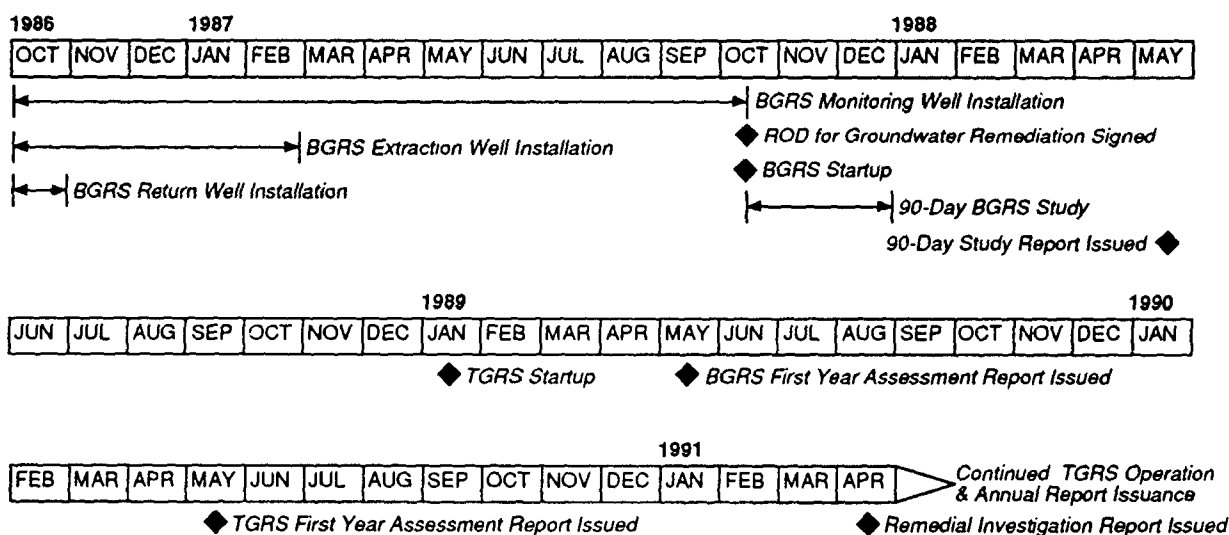 1986 1987 1988
OCT NOV DEC JAN FEB MAR APR MAY JUN JUL AUG SEP OCT NOV DEC JAN FEB MAR APR MAY
BGRS Monitoring Well Installation
ROD for Groundwater Remediation Signed
BGRS Extraction Well Installation
BGRS Startup
BGRS Return Well Installation
90-Day BGRS Study
90-Day Study Report Issued
1989 1990
JUN JUL AUG SEP OCT NOV DEC JAN FEB MAR APR MAY JUN JUL AUG SEP OCT NOV DEC JAN
TGRS Startup BGRS First Year Assessment Report Issued
1991
FEB MAR APR MAY JUN JUL AUG SEP OCT NOV DEC JAN FEB MAR APR
Continued TGRS Operation
& Annual Report Issuance
TGRS First Year Assessment Report Issued Remedial Investigation Report Issued